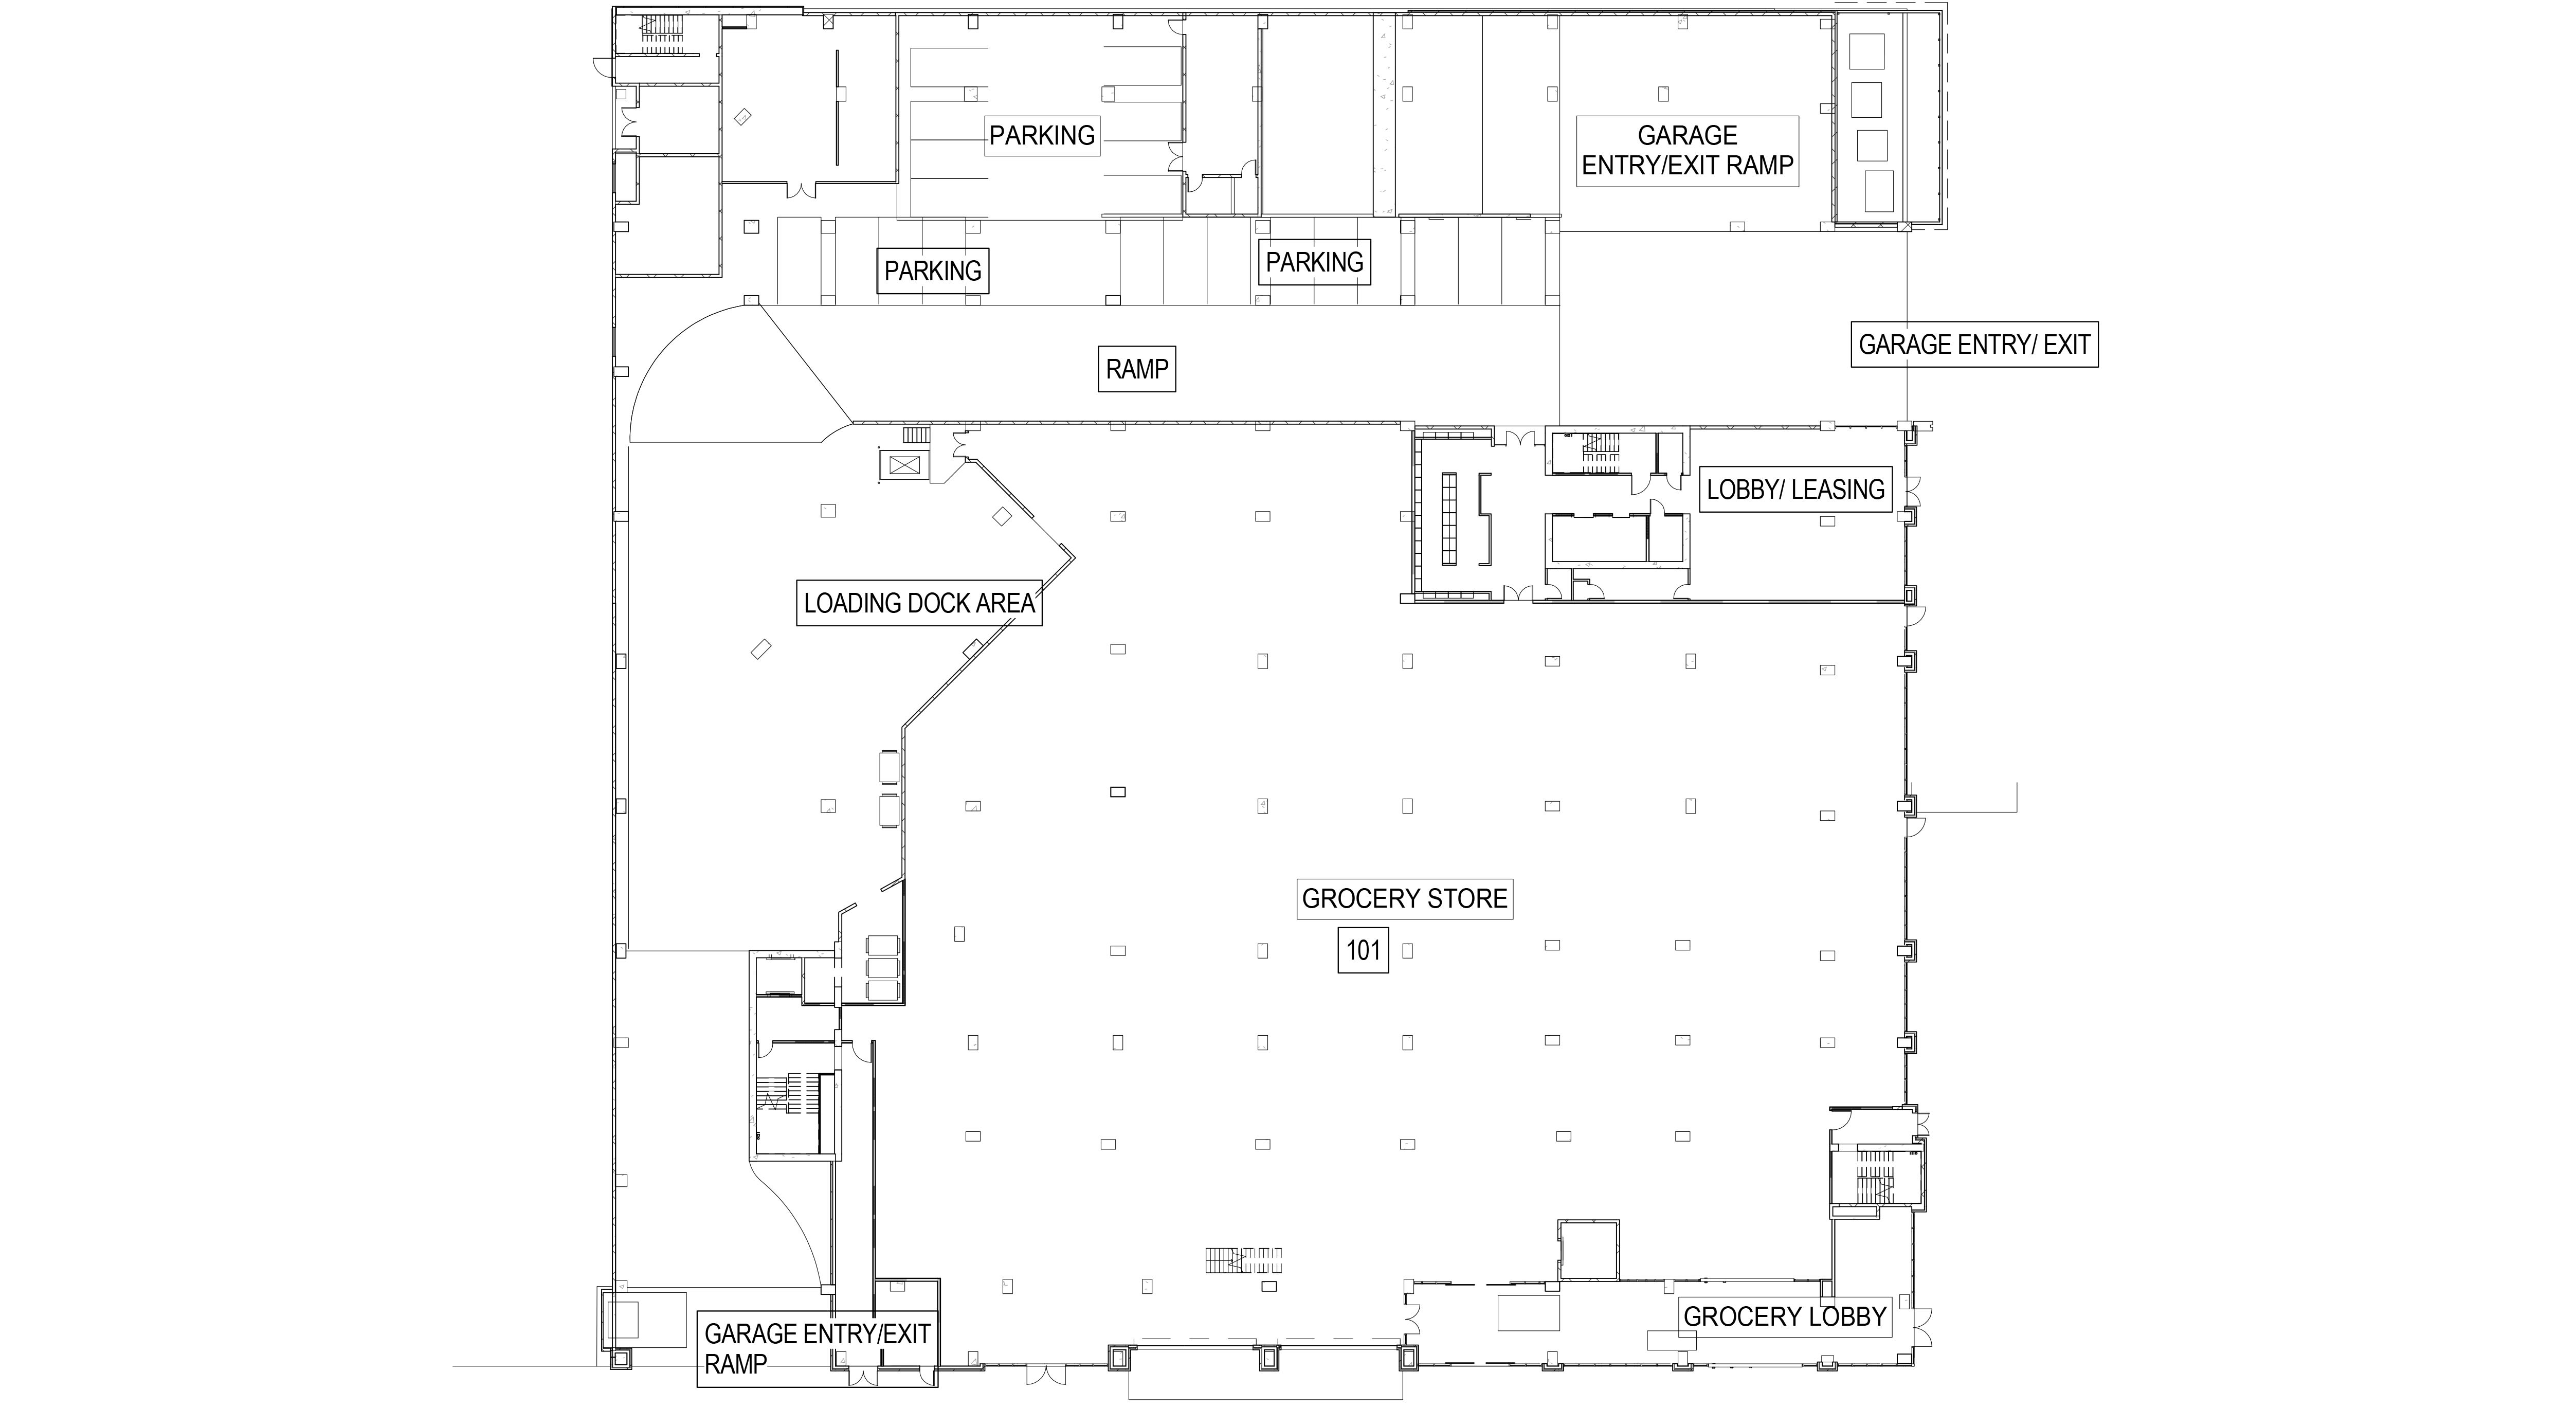 PARKING
GARAGE
ENTRY/EXIT RAMP
PARKING
PARKING
GARAGE ENTRY/ EXIT
RAMP
LOBBY/ LEASING
LOADING DOCK AREA
GROCERY STORE
101
GROCERY LOBBY
GARAGE ENTRY/EXIT
RAMP